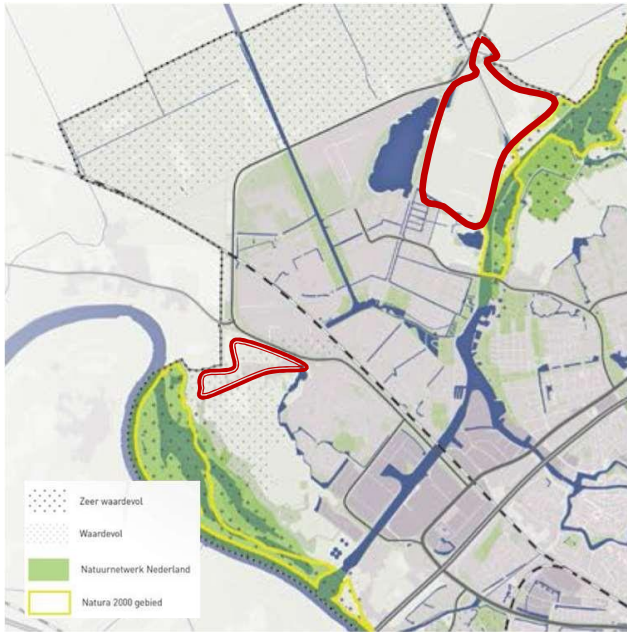 Zeer waardevol
Waardevol
Natuurnetwerk Nederland
Natura 2000 gebied